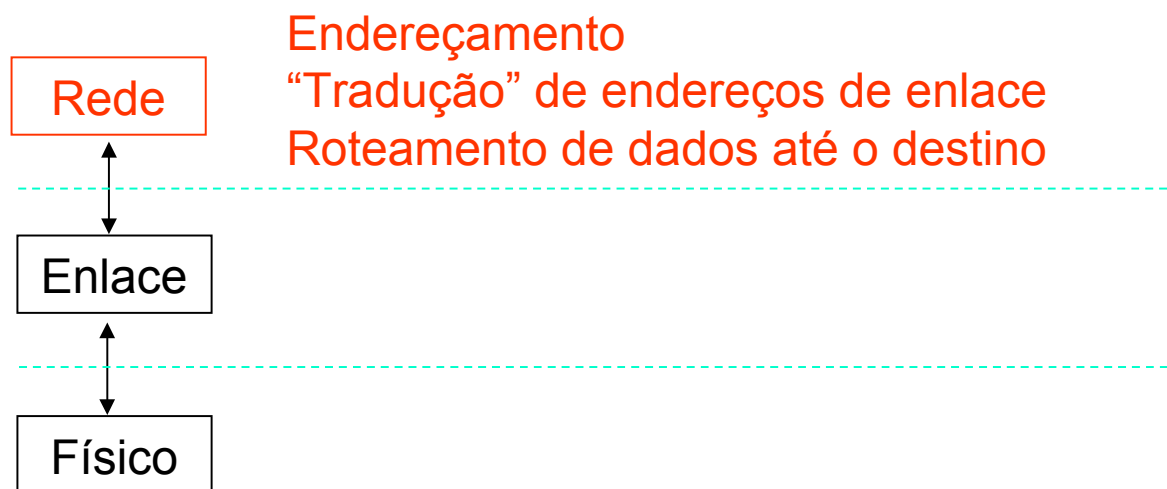 Endereçamento
Rede
“Tradução” de endereços de enlace
Roteamento de dados até o destino
Enlace
Físico